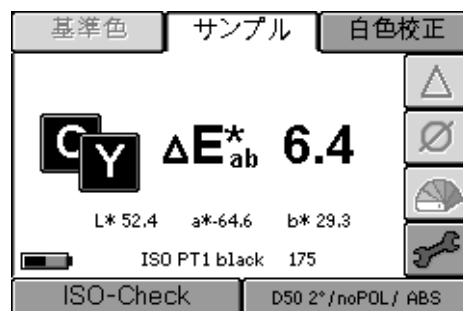 基準色 サンプル 白色校正
C Y ΔE*ab 6.4
L* 52.4 a*-64.6 b* 29.3
ISO PT1 black 175
ISO-Check D50 2°/noPOL/ ABS